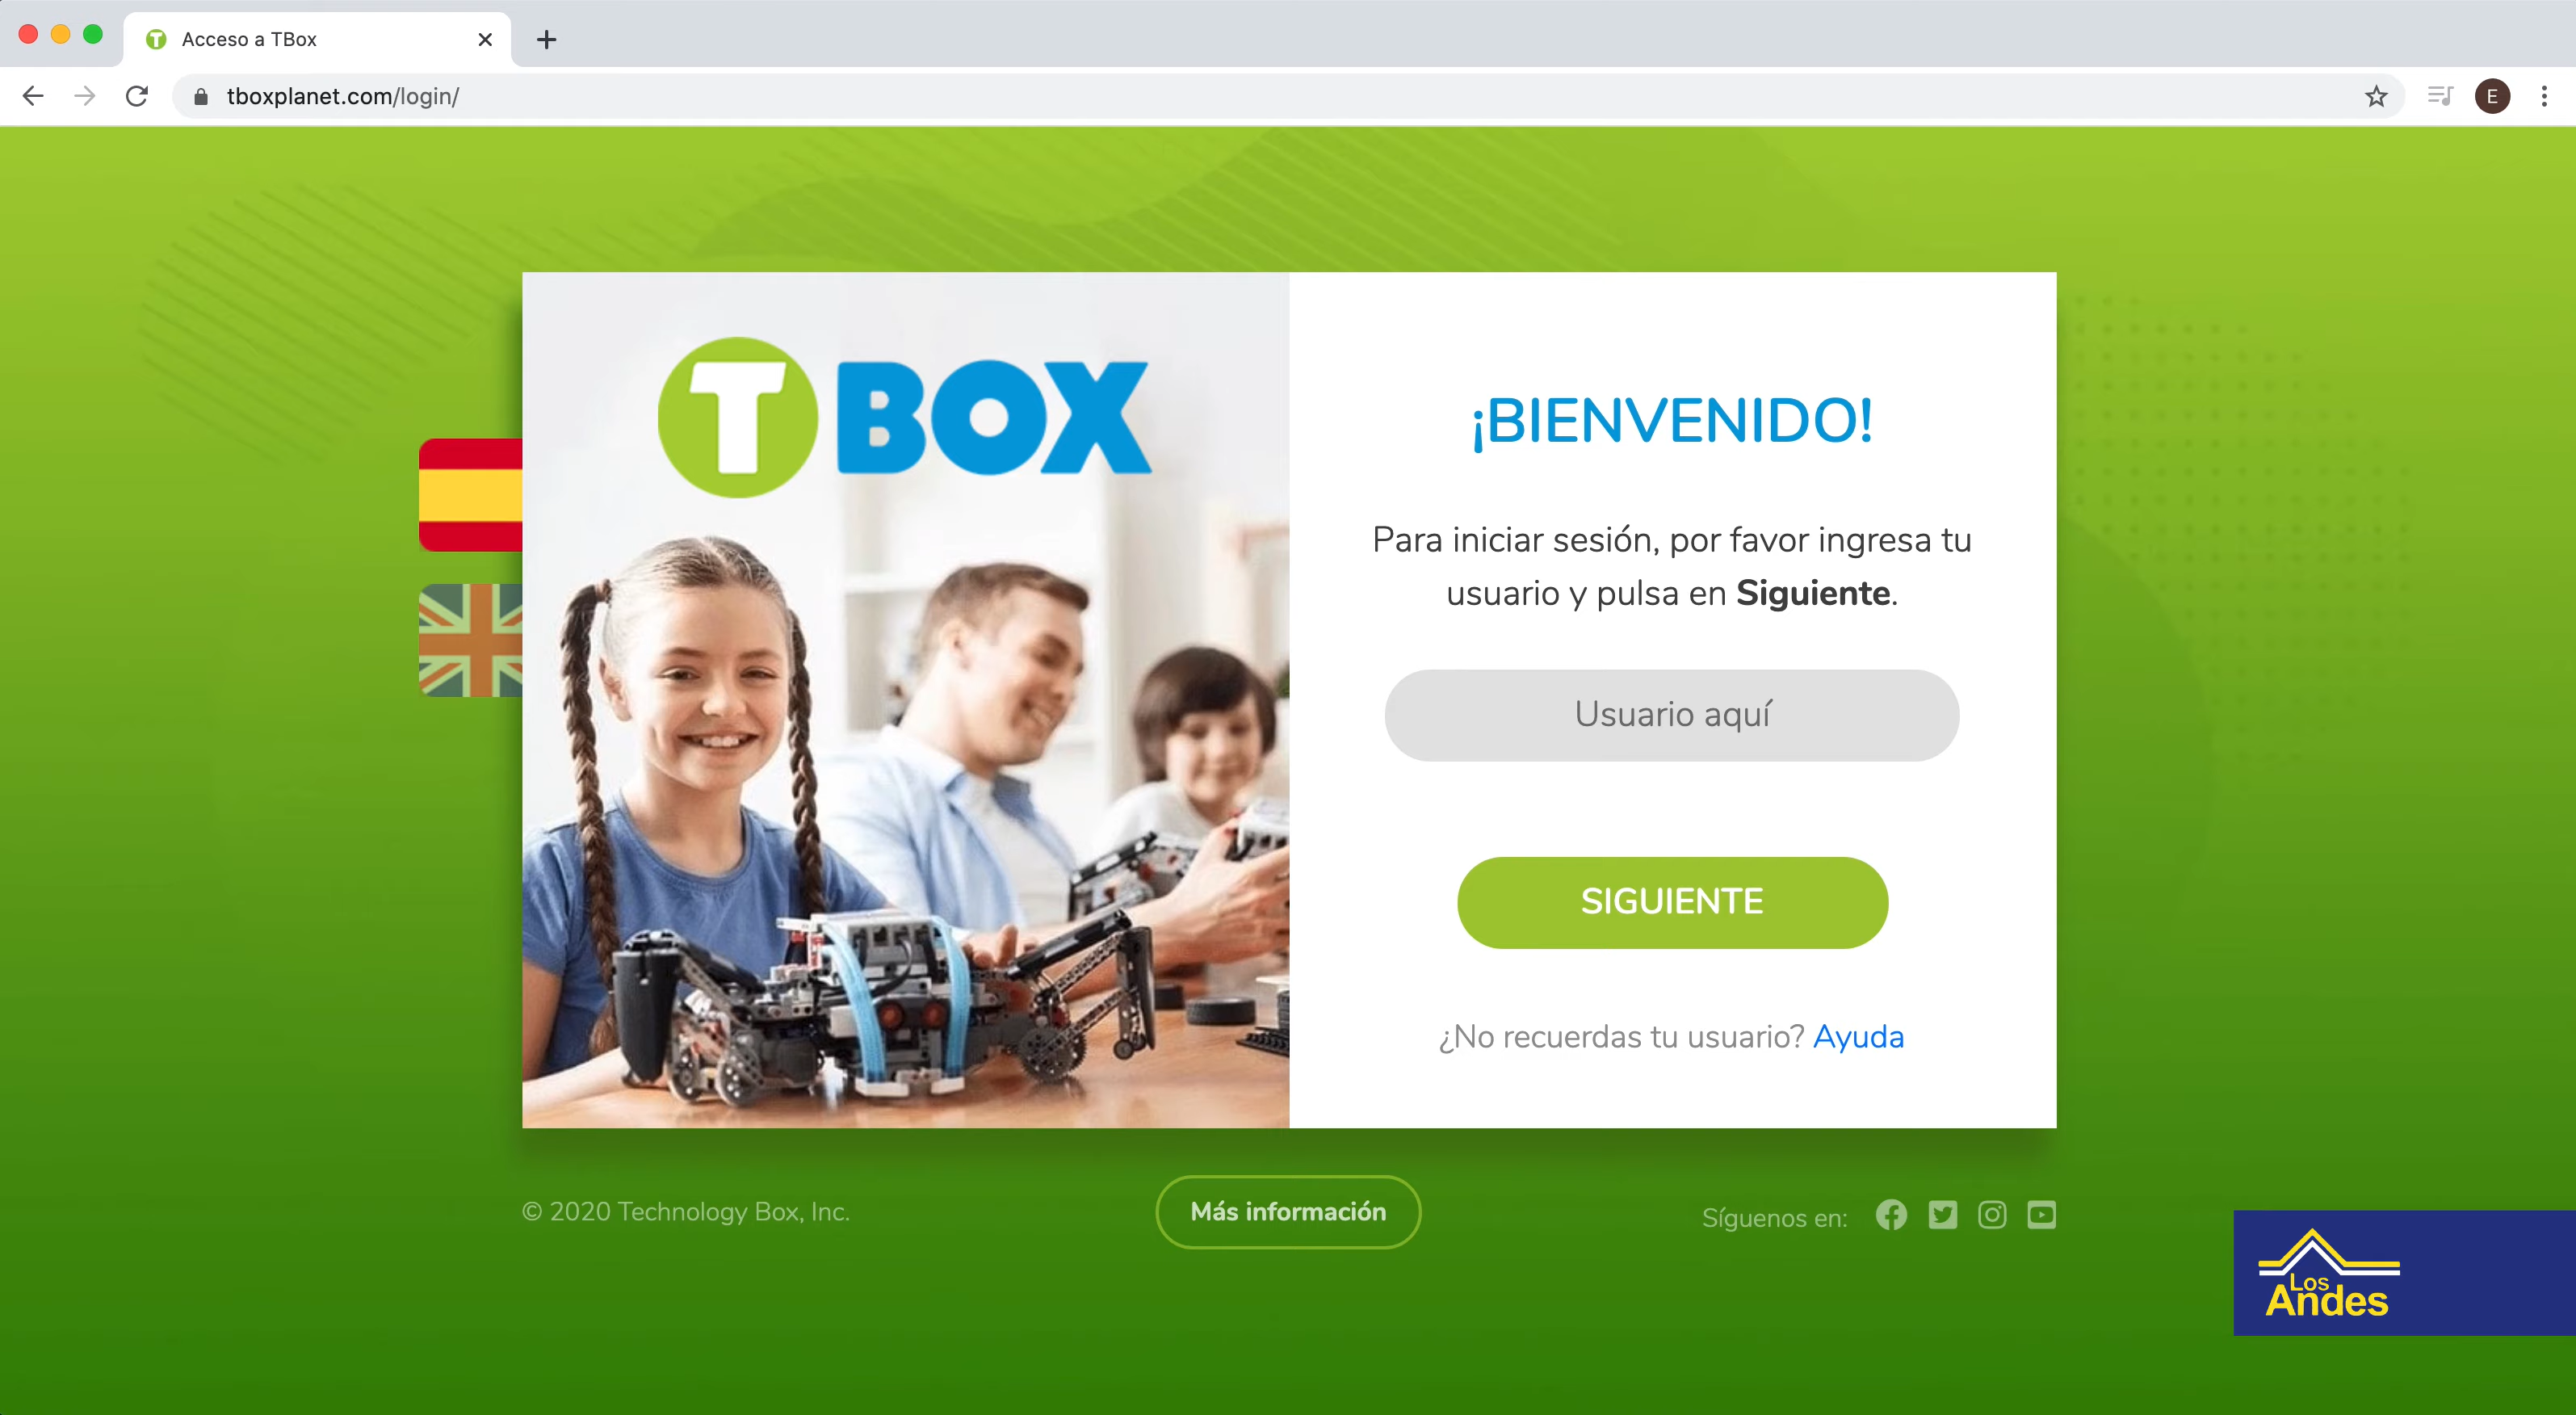 Acceso a TBox
tboxplanet.com/login/
E
T BOX
¡BIENVENIDO!
Para iniciar sesión, por favor ingresa tu
usuario y pulsa en Siguiente.
Usuario aquí
SIGUIENTE
¿No recuerdas tu usuario? Ayuda
© 2020 Technology Box, Inc.
Más información
Síguenos en:
Los
Andes